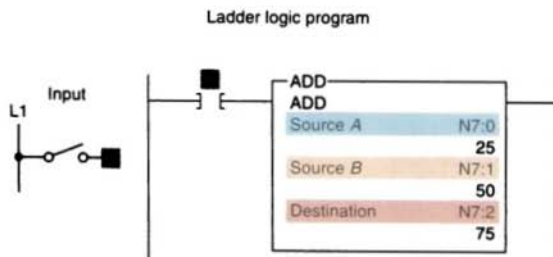 Ladder logic program
Input
L1
ADD
ADD
Source A N7:0
25
Source B N7:1
50
Destination N7:2
75